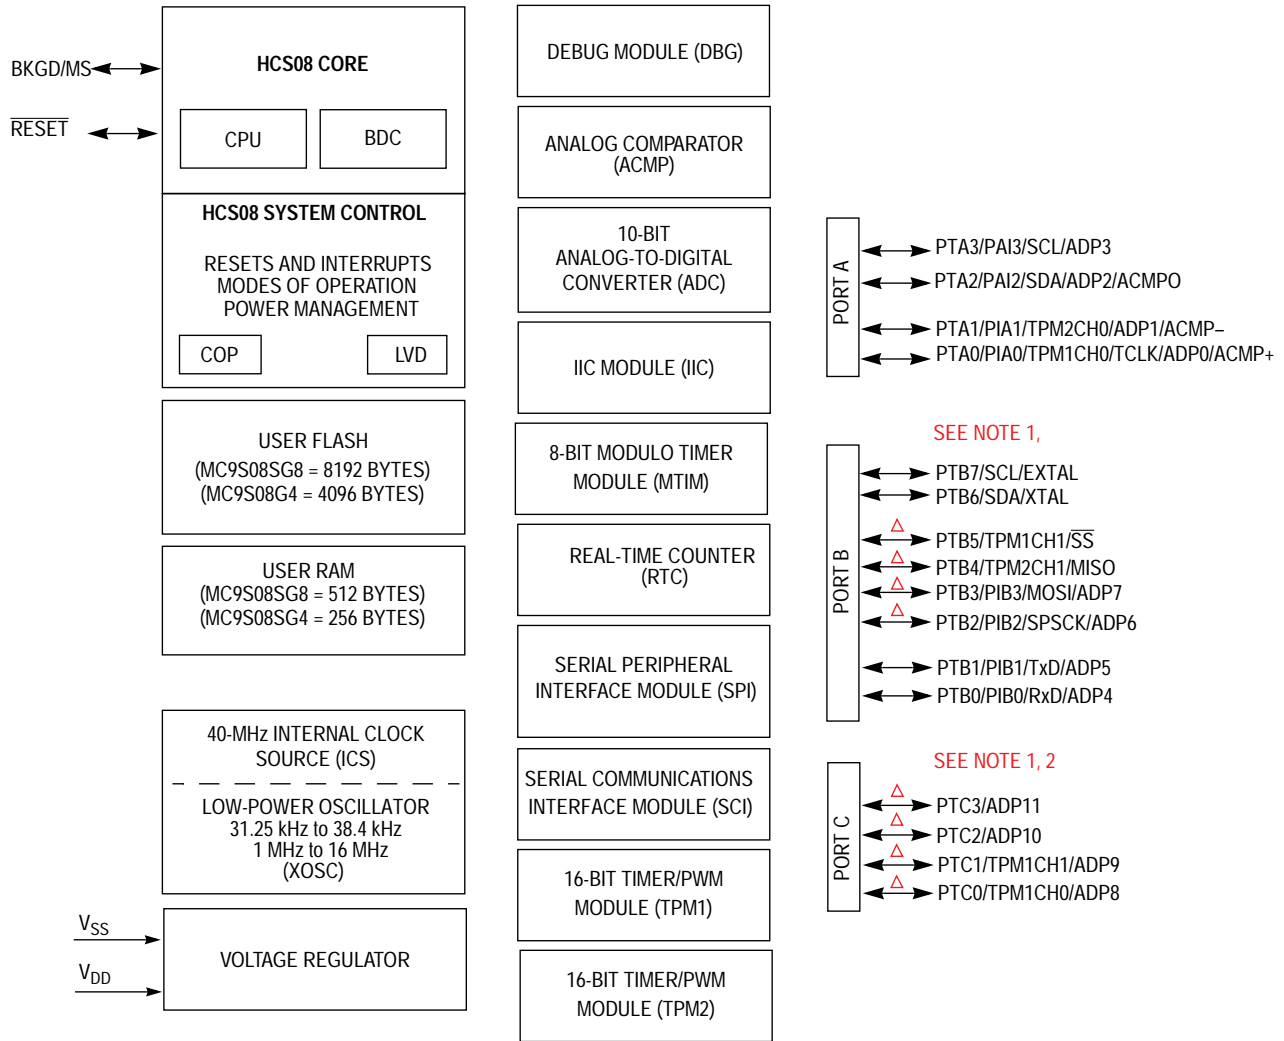 BKGD/MS
RESET
HCS08 CORE
CPU
BDC
HCS08 SYSTEM CONTROL
RESETS AND INTERRUPTS
MODES OF OPERATION
POWER MANAGEMENT
COP
LVD
USER FLASH
(MC9S08SG8 = 8192 BYTES)
(MC9S08G4 = 4096 BYTES)
USER RAM
(MC9S08SG8 = 512 BYTES)
(MC9S08SG4 = 256 BYTES)
40-MHz INTERNAL CLOCK
SOURCE (ICS)
LOW-POWER OSCILLATOR
31.25 kHz to 38.4 kHz
1 MHz to 16 MHz
(XOSC)
VSS
VDD
VOLTAGE REGULATOR
DEBUG MODULE (DBG)
ANALOG COMPARATOR
(ACMP)
10-BIT
ANALOG-TO-DIGITAL
CONVERTER (ADC)
IIC MODULE (IIC)
8-BIT MODULO TIMER
MODULE (MTIM)
REAL-TIME COUNTER
(RTC)
SERIAL PERIPHERAL
INTERFACE MODULE (SPI)
SERIAL COMMUNICATIONS
INTERFACE MODULE (SCI)
16-BIT TIMER/PWM
MODULE (TPM1)
16-BIT TIMER/PWM
MODULE (TPM2)
PORT A
PTA3/PAI3/SCL/ADP3
PTA2/PAI2/SDA/ADP2/ACMPO
PTA1/PIA1/TPM2CH0/ADP1/ACMP–
PTA0/PIA0/TPM1CH0/TCLK/ADP0/ACMP+
SEE NOTE 1,
PORT B
PTB7/SCL/EXTAL
PTB6/SDA/XTAL
PTB5/TPM1CH1/SS
PTB4/TPM2CH1/MISO
PTB3/PIB3/MOSI/ADP7
PTB2/PIB2/SPSCK/ADP6
PTB1/PIB1/TxD/ADP5
PTB0/PIB0/RxD/ADP4
SEE NOTE 1, 2
PORT C
PTC3/ADP11
PTC2/ADP10
PTC1/TPM1CH1/ADP9
PTC0/TPM1CH0/ADP8